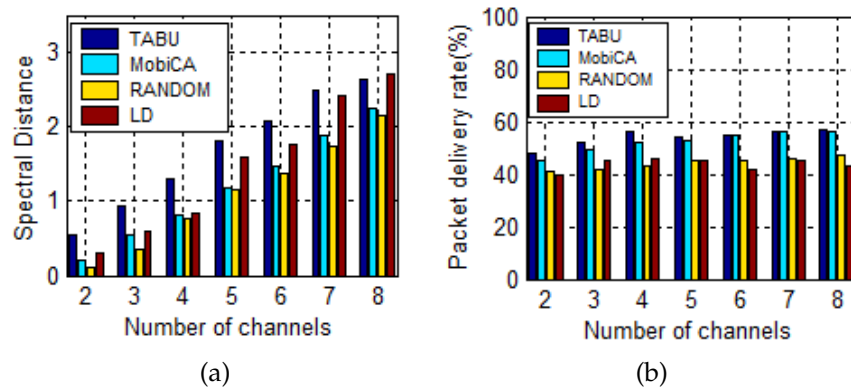 TABU
MobiCA
RANDOM
LD
Spectral Distance
3
2
1
0
2 3 4 5 6 7 8
Number of channels
(a)
TABU
MobiCA
RANDOM
LD
Packet delivery rate(%)
100
80
60
40
20
0
2 3 4 5 6 7 8
Number of channels
(b)